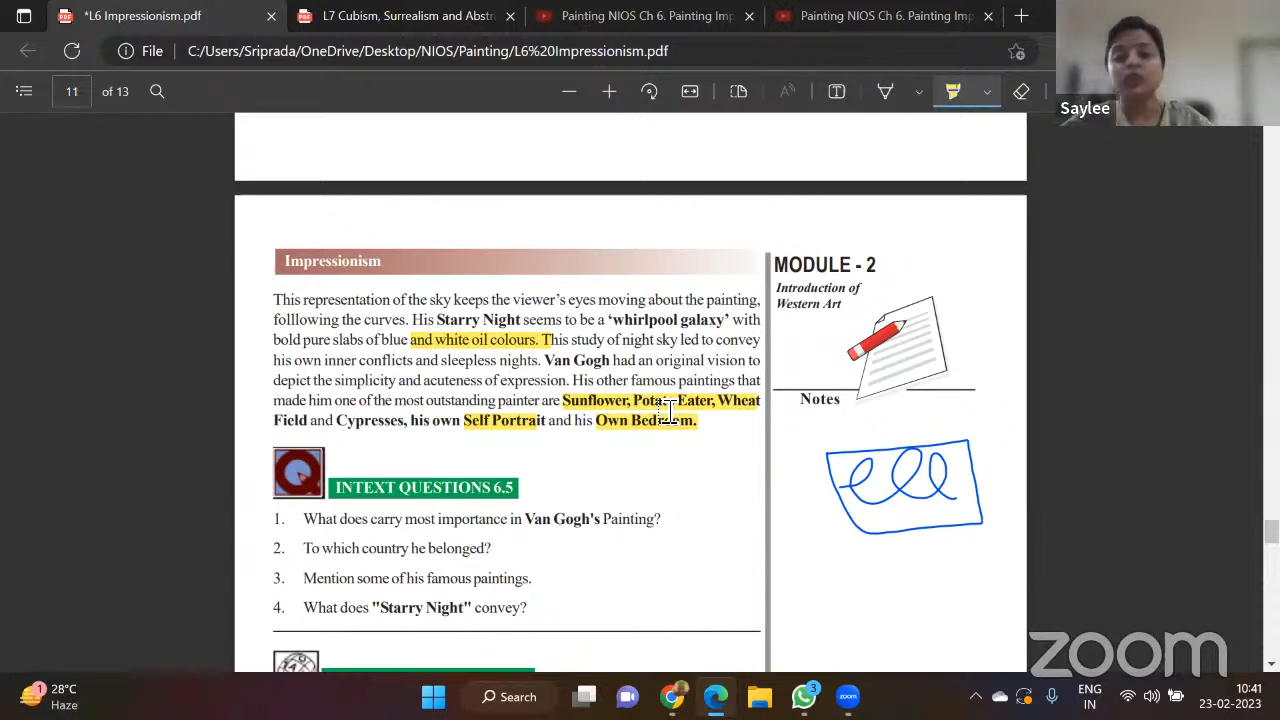 *L6 Impressionism.pdf
L7 Cubism, Surrealism and Abstr
Painting NIOS Ch 6. Painting Imp
Painting NIOS Ch 6. Painting Imp
File
C:/Users/Sriprada/OneDrive/Desktop/NIOS/Painting/L6%20Impressionism.pdf
11 of 13
Saylee
Impressionism
This representation of the sky keeps the viewer's eyes moving about the painting,
folllowing the curves. His Starry Night seems to be a 'whirlpool galaxy' with
bold pure slabs of blue and white oil colours. This study of night sky led to convey
his own inner conflicts and sleepless nights. Van Gogh had an original vision to
depict the simplicity and acuteness of expression. His other famous paintings that
made him one of the most outstanding painter are Sunflower, Potato Eater, Wheat
Field and Cypresses, his own Self Portrait and his Own Bedroom.
MODULE - 2
Introduction of
Western Art
Notes
Q
INTEXT QUESTIONS 6.5
1. What does carry most importance in Van Gogh's Painting?
2. To which country he belonged?
3. Mention some of his famous paintings.
4. What does "Starry Night" convey?
zoom
1
28°C
Haze
Search
3
zoom
ENG
IN
10:41
23-02-2023